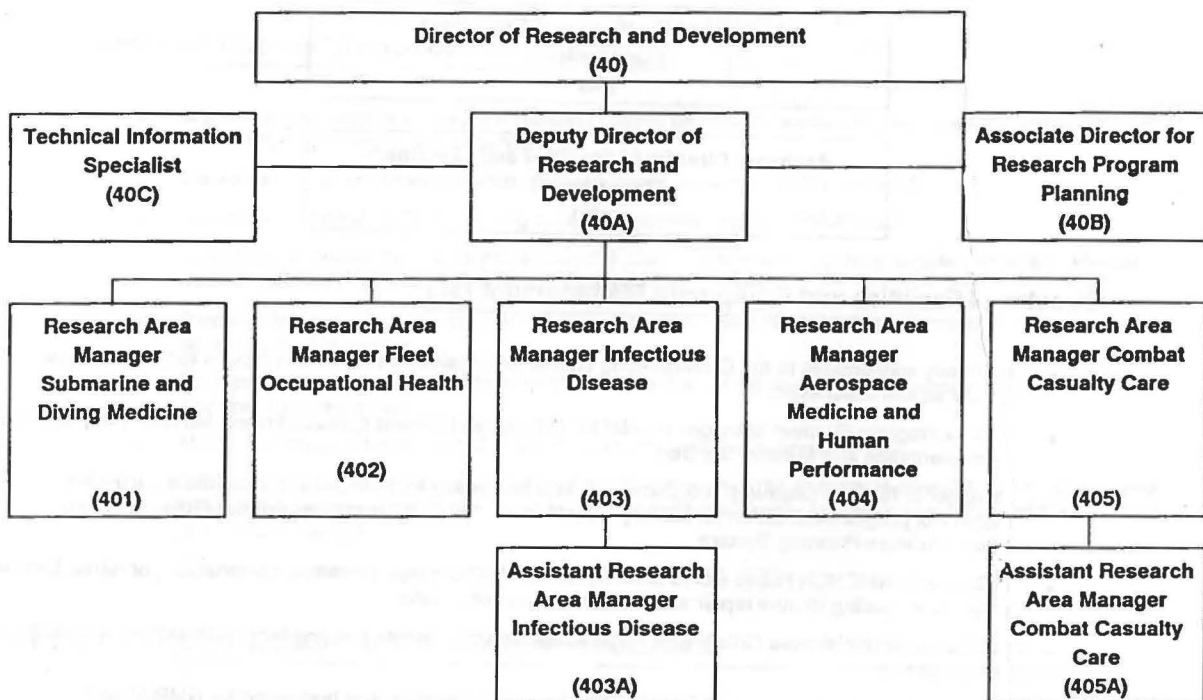 Director of Research and Development
(40)
Technical Information
Specialist
(40C)
Deputy Director of
Research and
Development
(40A)
Associate Director for
Research Program
Planning
(40B)
Research Area
Manager
Submarine and
Diving Medicine
(401)
Research Area
Manager Fleet
Occupational Health
(402)
Research Area
Manager Infectious
Disease
(403)
Research Area
Manager
Aerospace
Medicine and
Human
Performance
(404)
Research Area
Manager Combat
Casualty Care
(405)
Assistant Research
Area Manager
Infectious Disease
(403A)
Assistant Research
Area Manager
Combat Casualty
Care
(405A)